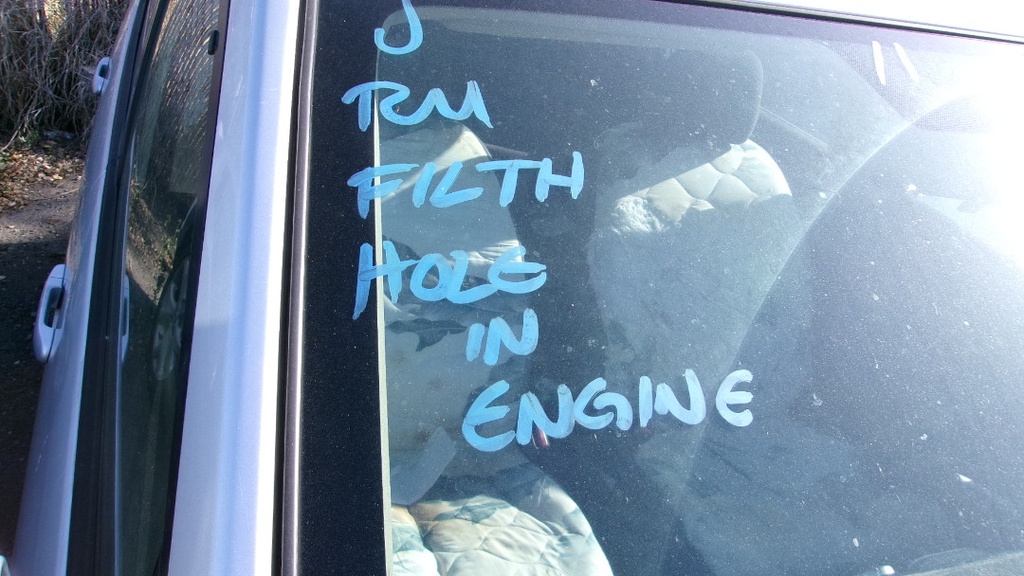 J
RM
FILTH
HOLE
IN
ENGINE